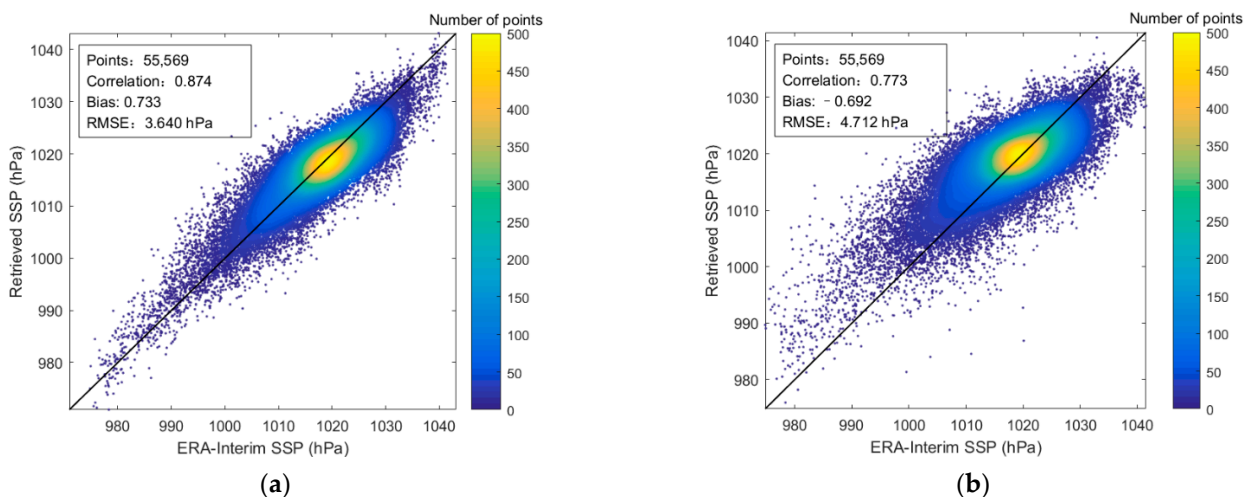 Number of points
Points: 55,569
Correlation: 0.874
Bias: 0.733
RMSE: 3.640 hPa
1040
1030
1020
1010
1000
990
980
Retrieved SSP (hPa)
980 990 1000 1010 1020 1030 1040
ERA-Interim SSP (hPa)
500
450
400
350
300
250
200
150
100
50
0
(a)
Number of points
Points: 55,569
Correlation: 0.773
Bias: -0.692
RMSE: 4.712 hPa
1040
1030
1020
1010
1000
990
980
Retrieved SSP (hPa)
980 990 1000 1010 1020 1030 1040
ERA-Interim SSP (hPa)
500
450
400
350
300
250
200
150
100
50
0
(b)